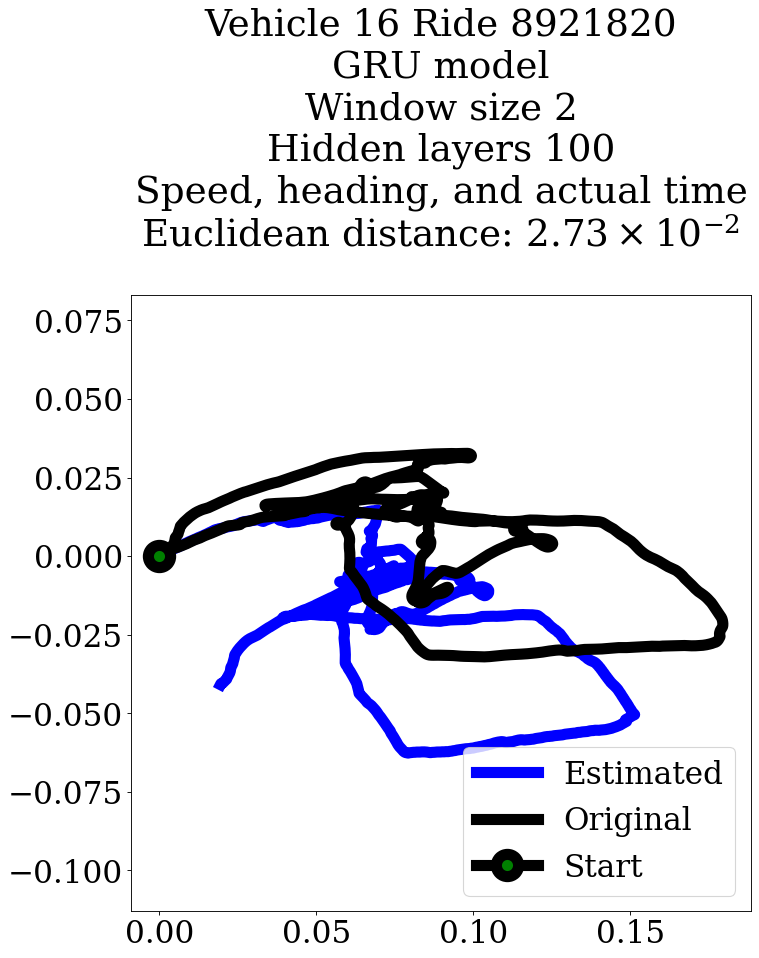 Vehicle 16 Ride 8921820
GRU model
Window size 2
Hidden layers 100
Speed, heading, and actual time
Euclidean distance: 2.73 × 10⁻²
0.075
0.050
0.025
0.000
−0.025
−0.050
−0.075
−0.100
Estimated
Original
Start
0.00 0.05 0.10 0.15